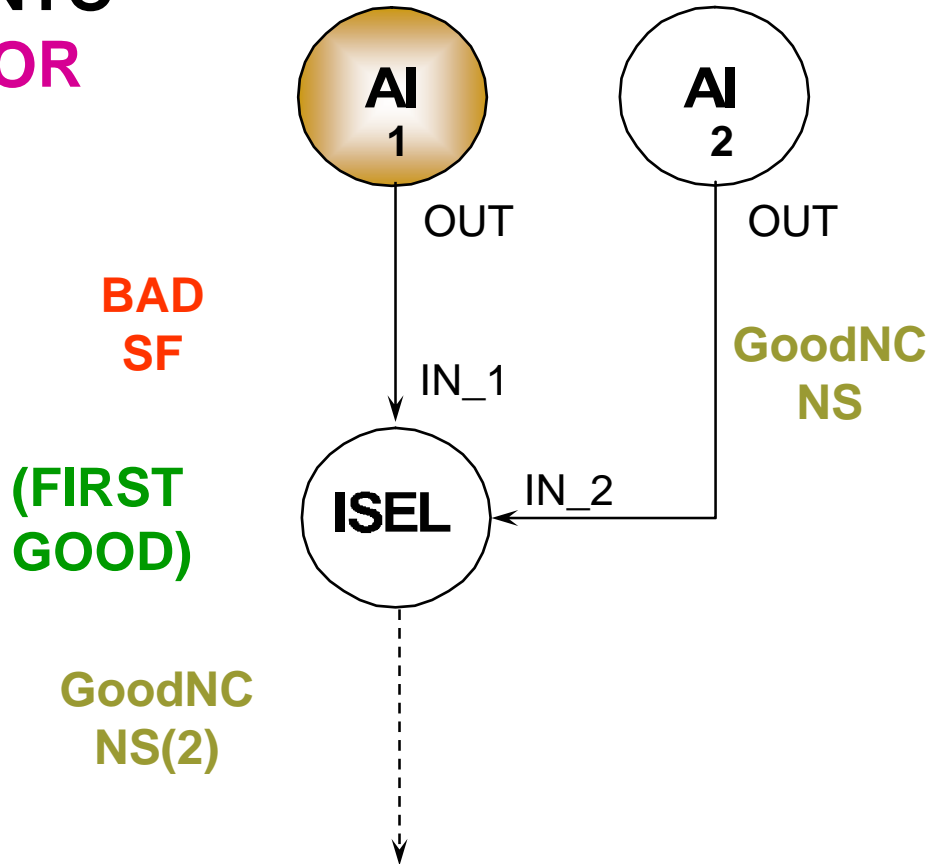 OR
AI
1
AI
2
OUT
OUT
BAD
SF
GoodNC
NS
IN_1
(FIRST
GOOD)
ISEL
IN_2
GoodNC
NS(2)